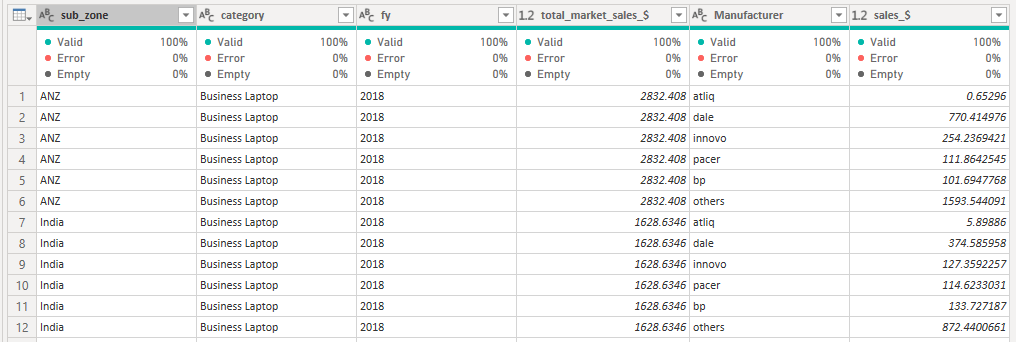 ABC sub_zone ABC category ABC fy 1.2 total_market_sales_$ ABC Manufacturer 1.2 sales_$
Valid 100% Valid 100% Valid 100% Valid 100% Valid 100% Valid 100%
Error 0% Error 0% Error 0% Error 0% Error 0% Error 0%
Empty 0% Empty 0% Empty 0% Empty 0% Empty 0% Empty 0%
1 ANZ Business Laptop 2018 2832.408 atliq 0.65296
2 ANZ Business Laptop 2018 2832.408 dale 770.414976
3 ANZ Business Laptop 2018 2832.408 innovo 254.2369421
4 ANZ Business Laptop 2018 2832.408 pacer 111.8642545
5 ANZ Business Laptop 2018 2832.408 bp 101.6947768
6 ANZ Business Laptop 2018 2832.408 others 1593.544091
7 India Business Laptop 2018 1628.6346 atliq 5.89886
8 India Business Laptop 2018 1628.6346 dale 374.585958
9 India Business Laptop 2018 1628.6346 innovo 127.3592257
10 India Business Laptop 2018 1628.6346 pacer 114.6233031
11 India Business Laptop 2018 1628.6346 bp 133.727187
12 India Business Laptop 2018 1628.6346 others 872.4400661